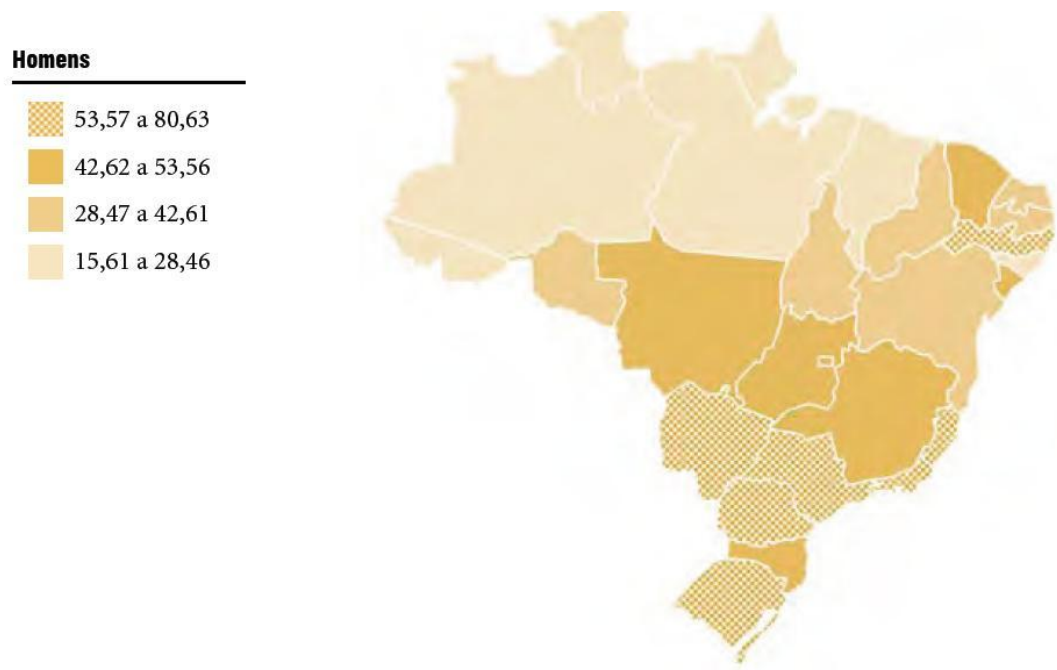 Homens
53,57 a 80,63
42,62 a 53,56
28,47 a 42,61
15,61 a 28,46